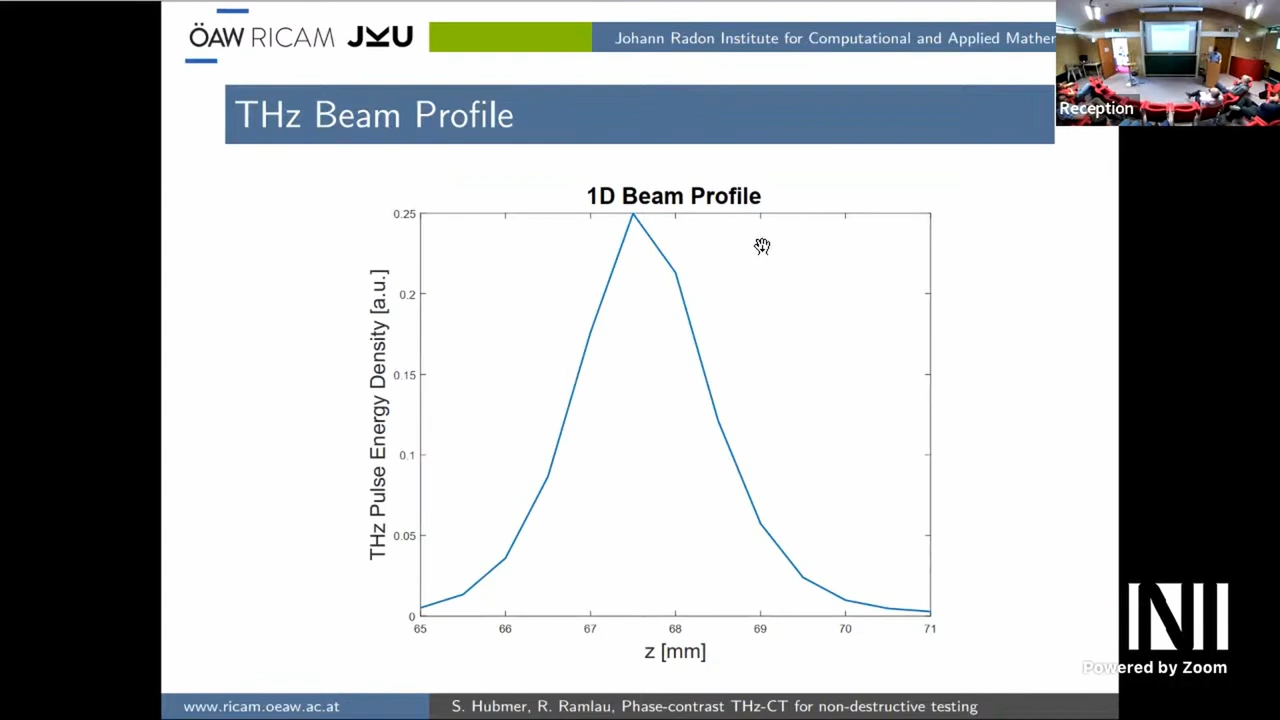 ÖAW RICAM JKU
Johann Radon Institute for Computational and Applied Mather
Reception
THz Beam Profile
1D Beam Profile
0.25
0.2
0.15
0.1
0.05
0
THz Pulse Energy Density [a.u.]
65 66 67 68 69 70 71
z [mm]
NI
Powered by Zoom
www.ricam.oeaw.ac.at
S. Hubmer, R. Ramlau, Phase-contrast THz-CT for non-destructive testing